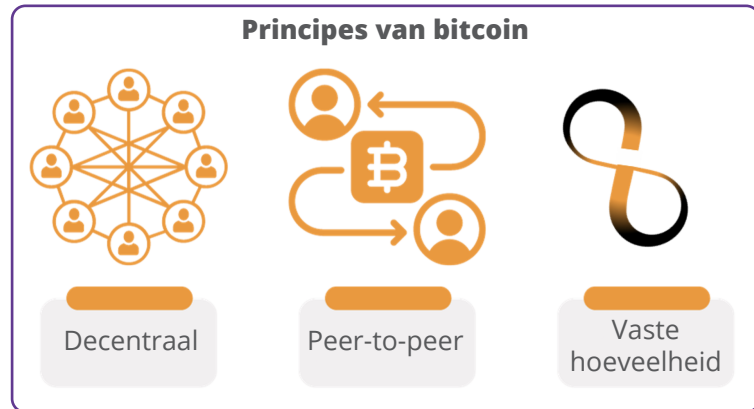 Principes van bitcoin
Decentraal
Peer-to-peer
Vaste
hoeveelheid